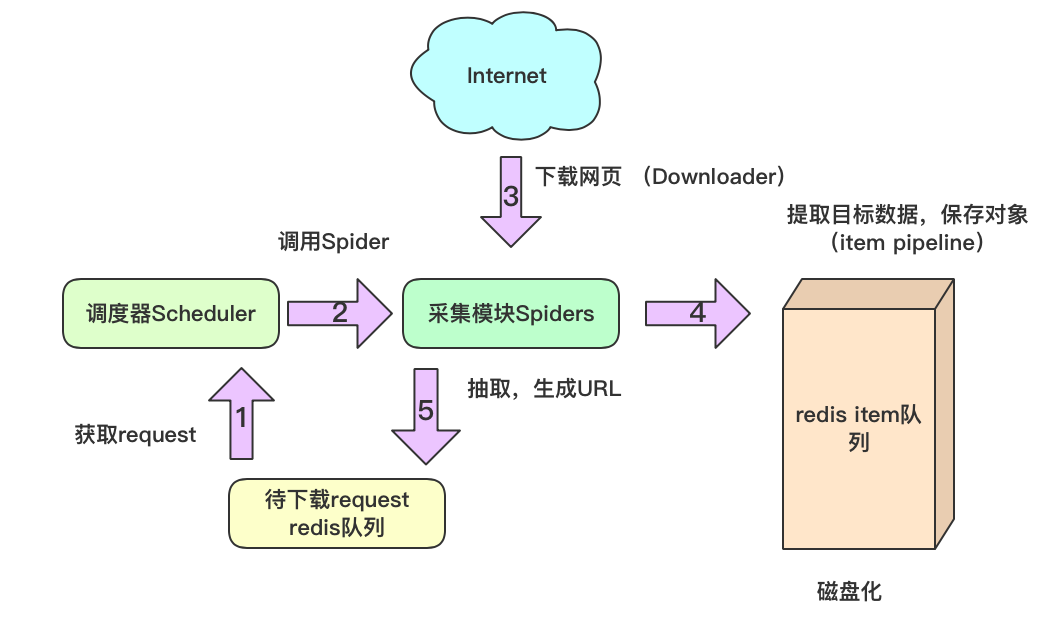 Internet
3
下载网页 （Downloader）
提取目标数据，保存对象
（item pipeline）
调用Spider
调度器Scheduler
2
采集模块Spiders
4
1
获取request
5
抽取，生成URL
redis item队
列
待下载request
redis队列
磁盘化